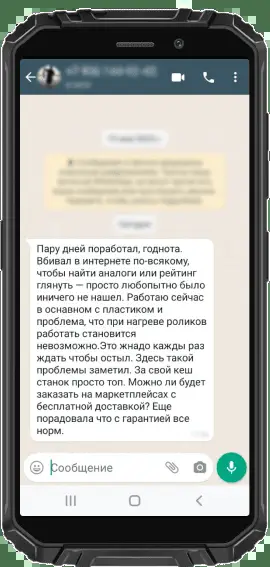 Пару дней поработал, годнота.
Вбивал в интернете по-всякому,
чтобы найти аналоги или рейтинг
глянуть — просто любопытно было
иничего не нашел. Работаю сейчас
в оснавном с пластиком и
проблема, что при нагреве роликов
работать становится
невозможно.Это жнадо кажды раз
ждать чтобы остыл. Здесь такой
проблемы заметил. За свой кеш
станок просто топ. Можно ли будет
заказать на маркетплейсах с
бесплатной доставкой? Еще
порадовала что с гарантией все
норм.
Сообщение